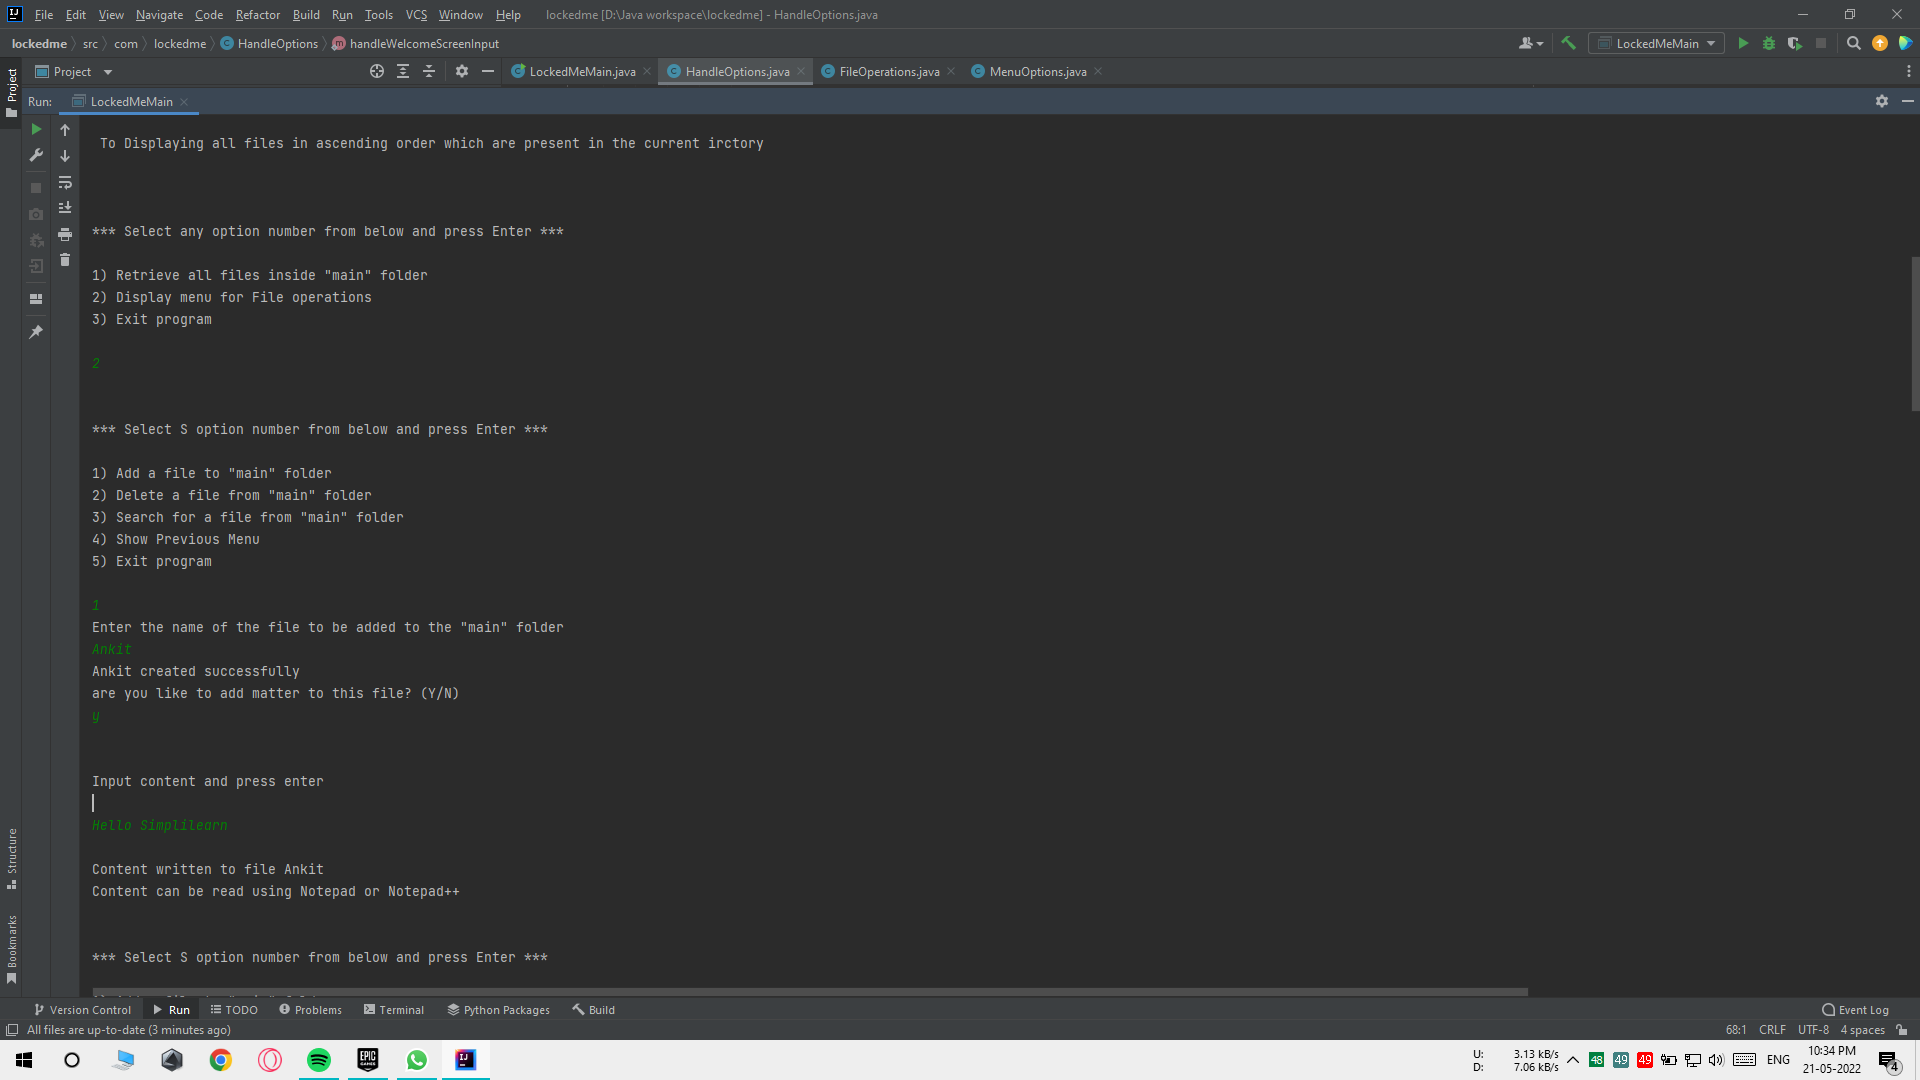 File Edit View Navigate Code Refactor Build Run Tools VCS Window Help lockedme [D:\Java workspace\lockedme] - HandleOptions.java
lockedme src com lockedme HandleOptions handleWelcomeScreenInput LockedMeMain
Project LockedMeMain.java HandleOptions.java FileOperations.java MenuOptions.java
Project
Run: LockedMeMain
To Displaying all files in ascending order which are present in the current irctory
*** Select any option number from below and press Enter ***
1) Retrieve all files inside "main" folder
2) Display menu for File operations
3) Exit program
2
*** Select S option number from below and press Enter ***
1) Add a file to "main" folder
2) Delete a file from "main" folder
3) Search for a file from "main" folder
4) Show Previous Menu
5) Exit program
1
Enter the name of the file to be added to the "main" folder
Ankit
Ankit created successfully
are you like to add matter to this file? (Y/N)
y
Input content and press enter
Hello Simplilearn
Content written to file Ankit
Content can be read using Notepad or Notepad++
*** Select S option number from below and press Enter ***
Structure
Bookmarks
Version Control Run TODO Problems Terminal Python Packages Build Event Log
All files are up-to-date (3 minutes ago) 68:1 CRLF UTF-8 4 spaces
EPIC GAMES IJ
U: 3.13 kB/s
D: 7.06 kB/s
48 49 49 ENG
10:34 PM
21-05-2022
4